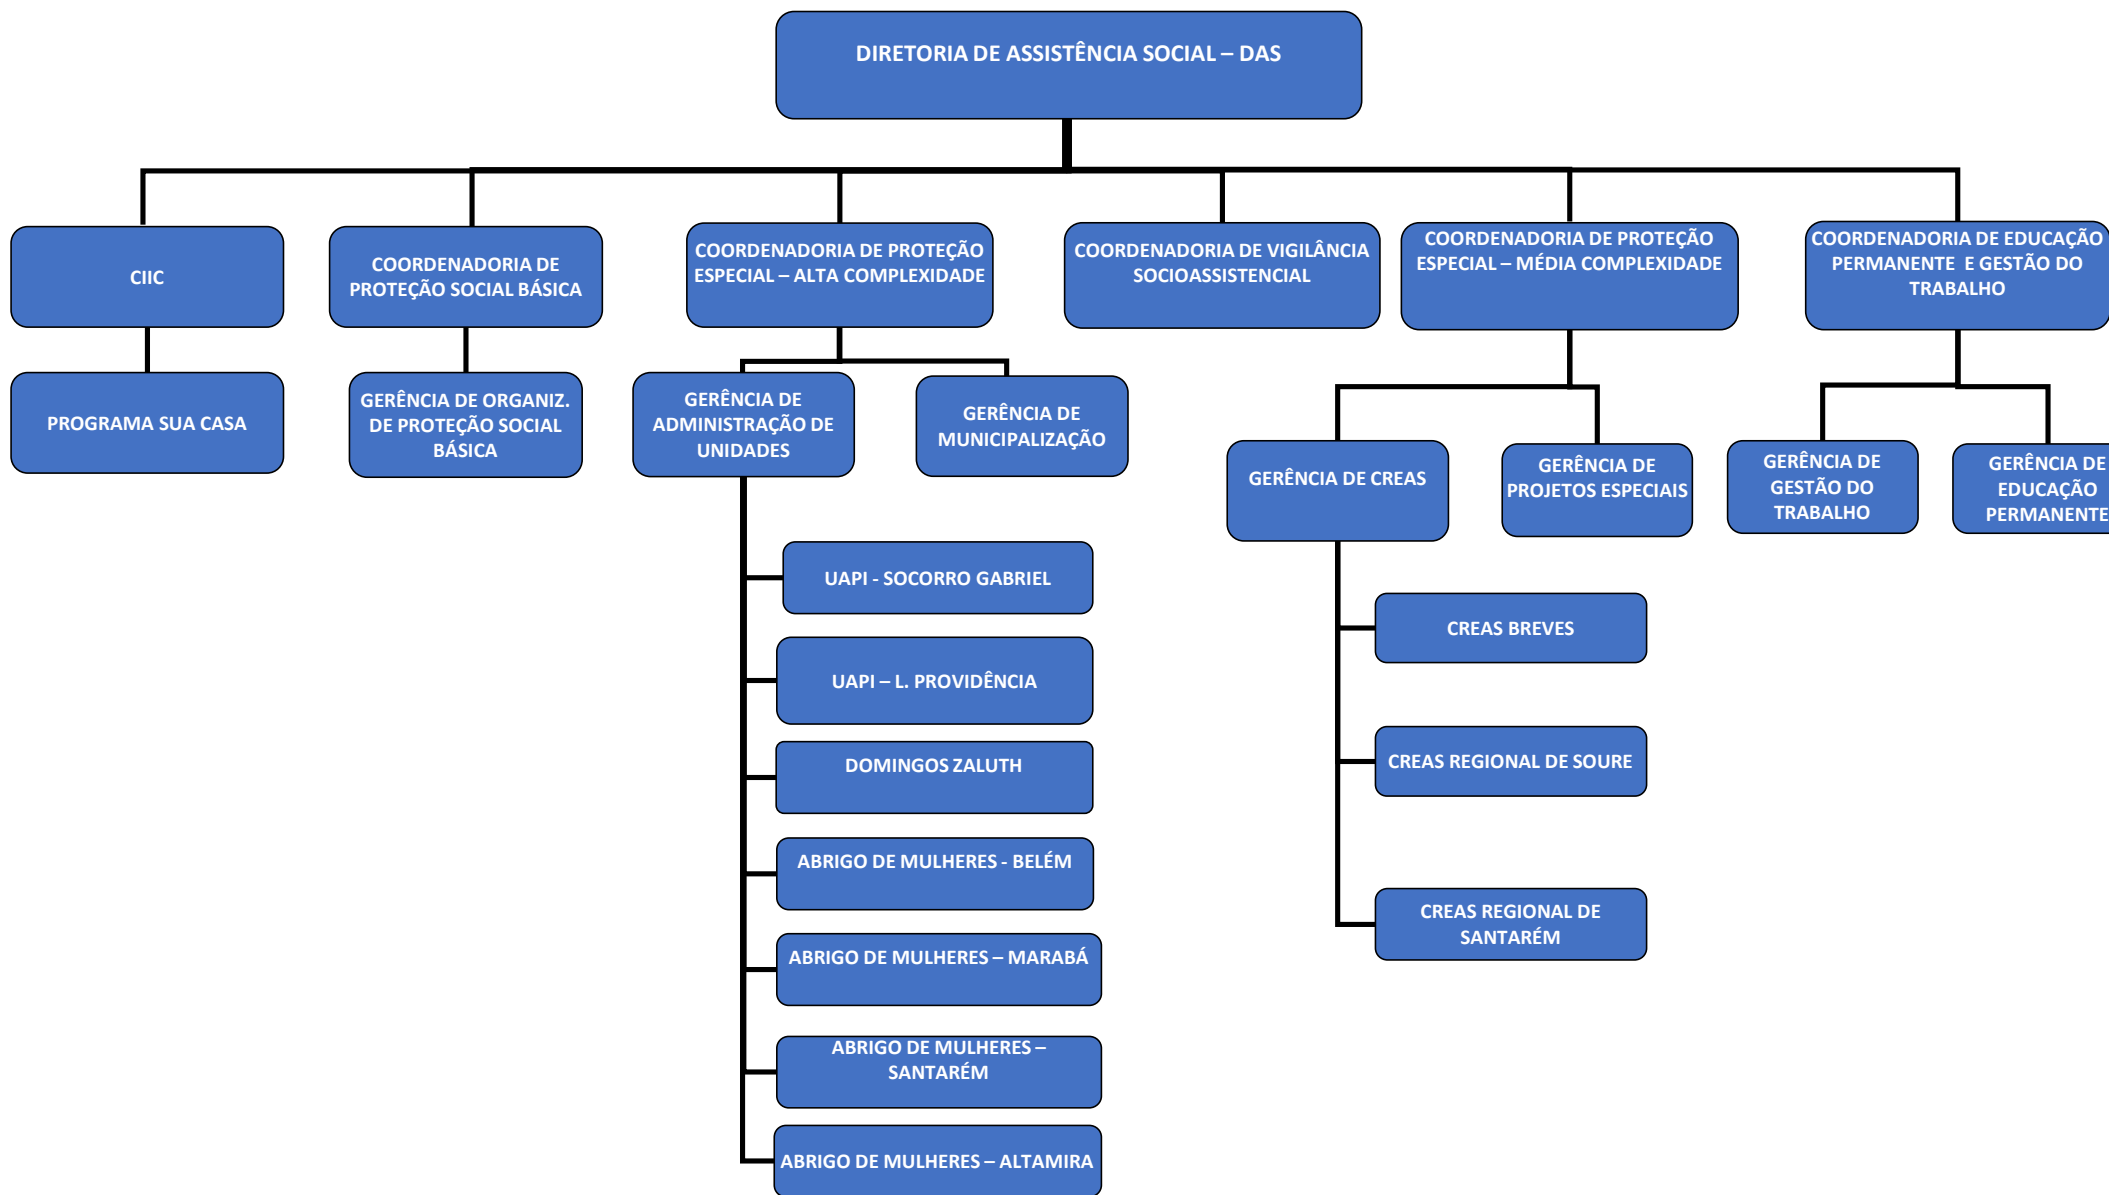 DIRETORIA DE ASSISTÊNCIA SOCIAL – DAS
CIIC
COORDENADORIA DE
PROTEÇÃO SOCIAL BÁSICA
COORDENADORIA DE PROTEÇÃO
ESPECIAL – ALTA COMPLEXIDADE
COORDENADORIA DE VIGILÂNCIA
SOCIOASSISTENCIAL
COORDENADORIA DE PROTEÇÃO
ESPECIAL – MÉDIA COMPLEXIDADE
COORDENADORIA DE EDUCAÇÃO
PERMANENTE E GESTÃO DO
TRABALHO
PROGRAMA SUA CASA
GERÊNCIA DE ORGANIZ.
DE PROTEÇÃO SOCIAL
BÁSICA
GERÊNCIA DE
ADMINISTRAÇÃO DE
UNIDADES
GERÊNCIA DE
MUNICIPALIZAÇÃO
GERÊNCIA DE CREAS
GERÊNCIA DE
PROJETOS ESPECIAIS
GERÊNCIA DE
GESTÃO DO
TRABALHO
GERÊNCIA DE
EDUCAÇÃO
PERMANENTE
UAPI - SOCORRO GABRIEL
UAPI – L. PROVIDÊNCIA
DOMINGOS ZALUTH
ABRIGO DE MULHERES - BELÉM
ABRIGO DE MULHERES – MARABÁ
ABRIGO DE MULHERES –
SANTARÉM
ABRIGO DE MULHERES – ALTAMIRA
CREAS BREVES
CREAS REGIONAL DE SOURE
CREAS REGIONAL DE
SANTARÉM